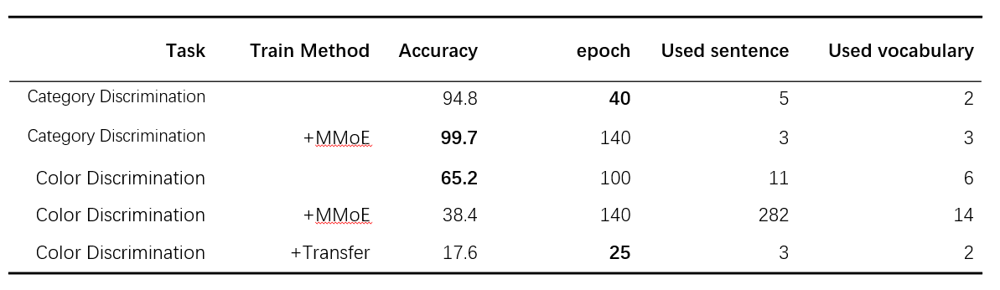 Task Train Method Accuracy epoch Used sentence Used vocabulary
Category Discrimination 94.8 40 5 2
Category Discrimination +MMoE 99.7 140 3 3
Color Discrimination 65.2 100 11 6
Color Discrimination +MMoE 38.4 140 282 14
Color Discrimination +Transfer 17.6 25 3 2